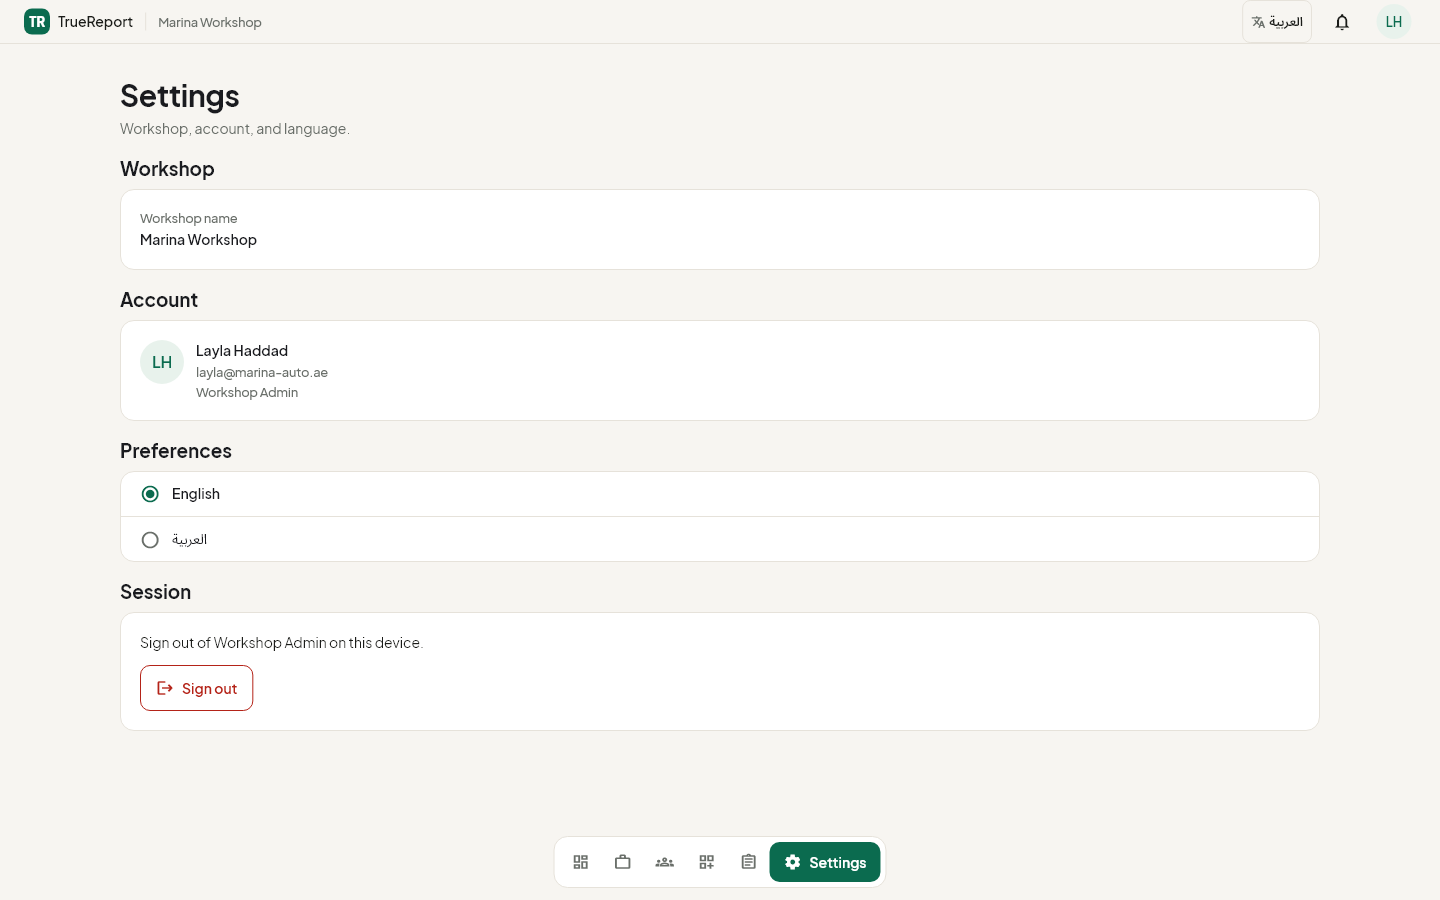 TR TrueReport Marina Workshop العربية LH
Settings
Workshop, account, and language.
Workshop
Workshop name
Marina Workshop
Account
LH
Layla Haddad
layla@marina-auto.ae
Workshop Admin
Preferences
English
العربية
Session
Sign out of Workshop Admin on this device.
Sign out
Settings